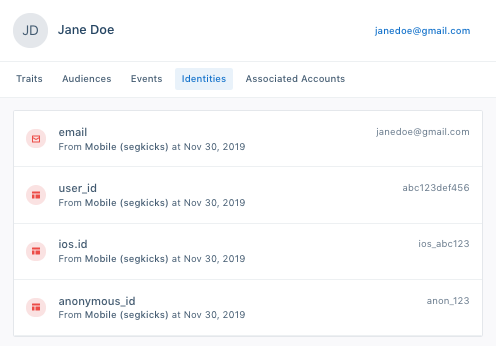 JD
Jane Doe
janedoe@gmail.com
Traits Audiences Events Identities Associated Accounts
email
janedoe@gmail.com
From Mobile (segkicks) at Nov 30, 2019
user_id
abc123def456
From Mobile (segkicks) at Nov 30, 2019
ios.id
ios_abc123
From Mobile (segkicks) at Nov 30, 2019
anonymous_id
anon_123
From Mobile (segkicks) at Nov 30, 2019